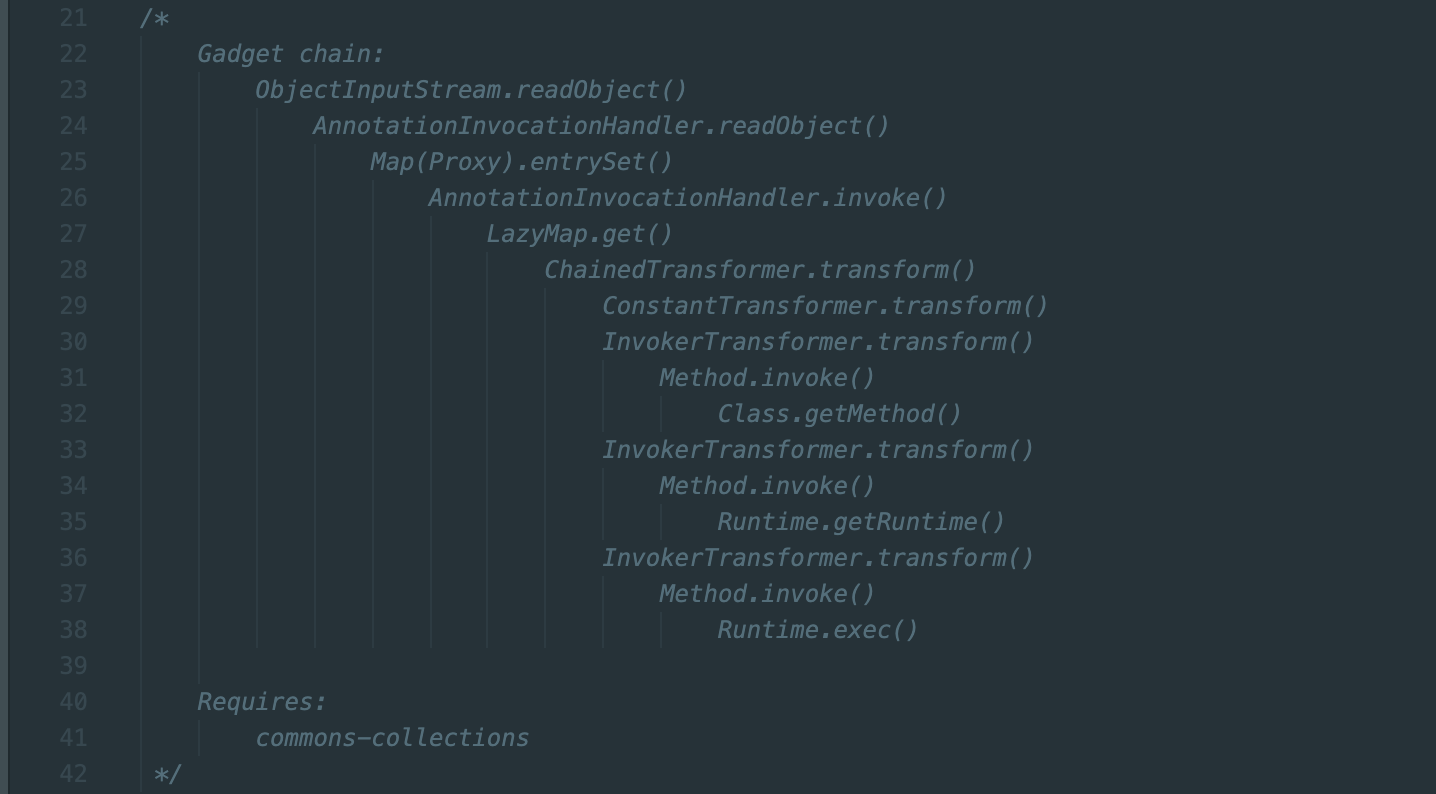 21 /*
22 Gadget chain:
23 ObjectInputStream.readObject()
24 AnnotationInvocationHandler.readObject()
25 Map(Proxy).entrySet()
26 AnnotationInvocationHandler.invoke()
27 LazyMap.get()
28 ChainedTransformer.transform()
29 ConstantTransformer.transform()
30 InvokerTransformer.transform()
31 Method.invoke()
32 Class.getMethod()
33 InvokerTransformer.transform()
34 Method.invoke()
35 Runtime.getRuntime()
36 InvokerTransformer.transform()
37 Method.invoke()
38 Runtime.exec()
39
40 Requires:
41 commons-collections
42 */